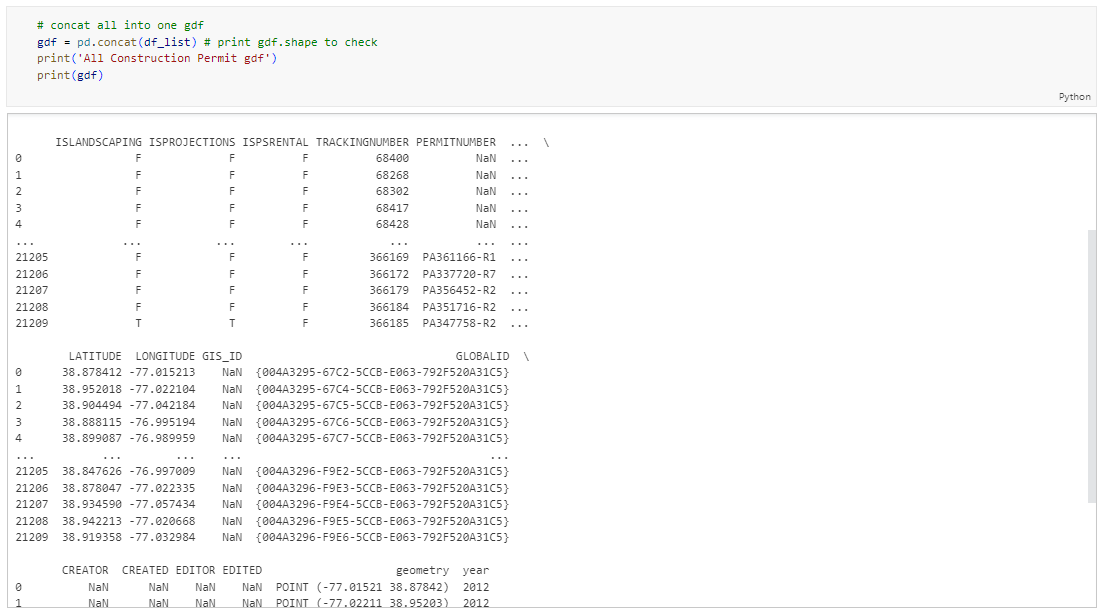 # concat all into one gdf
gdf = pd.concat(df_list) # print gdf.shape to check
print('All Construction Permit gdf')
print(gdf)
Python
ISLANDSCAPING ISPROJECTIONS ISPSRENTAL TRACKINGNUMBER PERMITNUMBER ... \
0 F F F 68400 NaN ...
1 F F F 68268 NaN ...
2 F F F 68302 NaN ...
3 F F F 68417 NaN ...
4 F F F 68428 NaN ...
... ... ... ... ... ... ...
21205 F F F 366169 PA361166-R1 ...
21206 F F F 366172 PA337720-R7 ...
21207 F F F 366179 PA356452-R2 ...
21208 F F F 366184 PA351716-R2 ...
21209 T T F 366185 PA347758-R2 ...
LATITUDE LONGITUDE GIS_ID GLOBALID \
0 38.878412 -77.015213 NaN {004A3295-67C2-5CCB-E063-792F520A31C5}
1 38.952018 -77.022104 NaN {004A3295-67C4-5CCB-E063-792F520A31C5}
2 38.904494 -77.042184 NaN {004A3295-67C5-5CCB-E063-792F520A31C5}
3 38.888115 -76.995194 NaN {004A3295-67C6-5CCB-E063-792F520A31C5}
4 38.899087 -76.989959 NaN {004A3295-67C7-5CCB-E063-792F520A31C5}
... ... ... ... ...
21205 38.847626 -76.997009 NaN {004A3296-F9E2-5CCB-E063-792F520A31C5}
21206 38.878047 -77.022335 NaN {004A3296-F9E3-5CCB-E063-792F520A31C5}
21207 38.934590 -77.057434 NaN {004A3296-F9E4-5CCB-E063-792F520A31C5}
21208 38.942213 -77.020668 NaN {004A3296-F9E5-5CCB-E063-792F520A31C5}
21209 38.919358 -77.032984 NaN {004A3296-F9E6-5CCB-E063-792F520A31C5}
CREATOR CREATED EDITOR EDITED geometry year
0 NaN NaN NaN NaN POINT (-77.01521 38.87842) 2012
1 NaN NaN NaN NaN POINT (-77.02211 38.95203) 2012